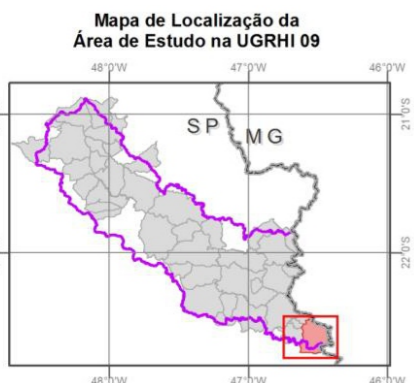 Mapa de Localização da
Área de Estudo na UGRHI 09
48°0'W 47°0'W 46°0'W
21°0'S
SP MG
22°0'S
48°0'W 47°0'W 46°0'W